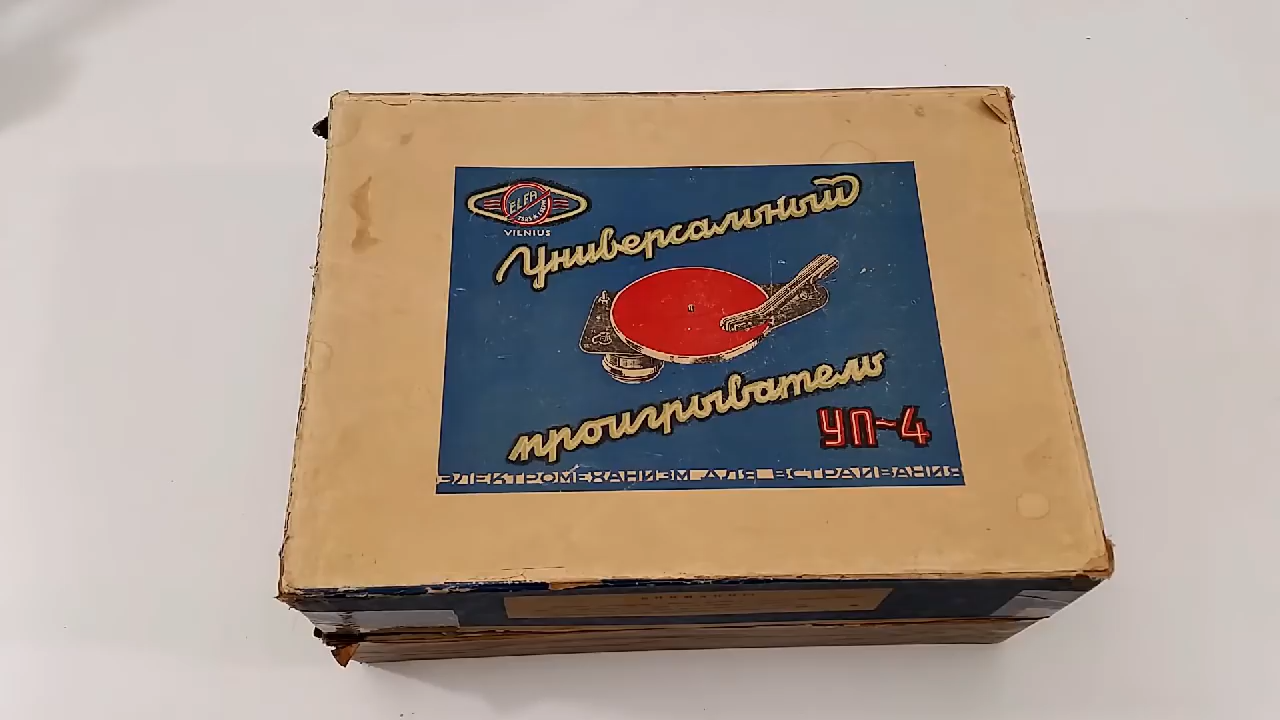 ELFA
VILNIUS
Универсальный
проигрыватель
УП-4
ЭЛЕКТРОМЕХАНИЗМ ДЛЯ ВСТРАИВАНИЯ